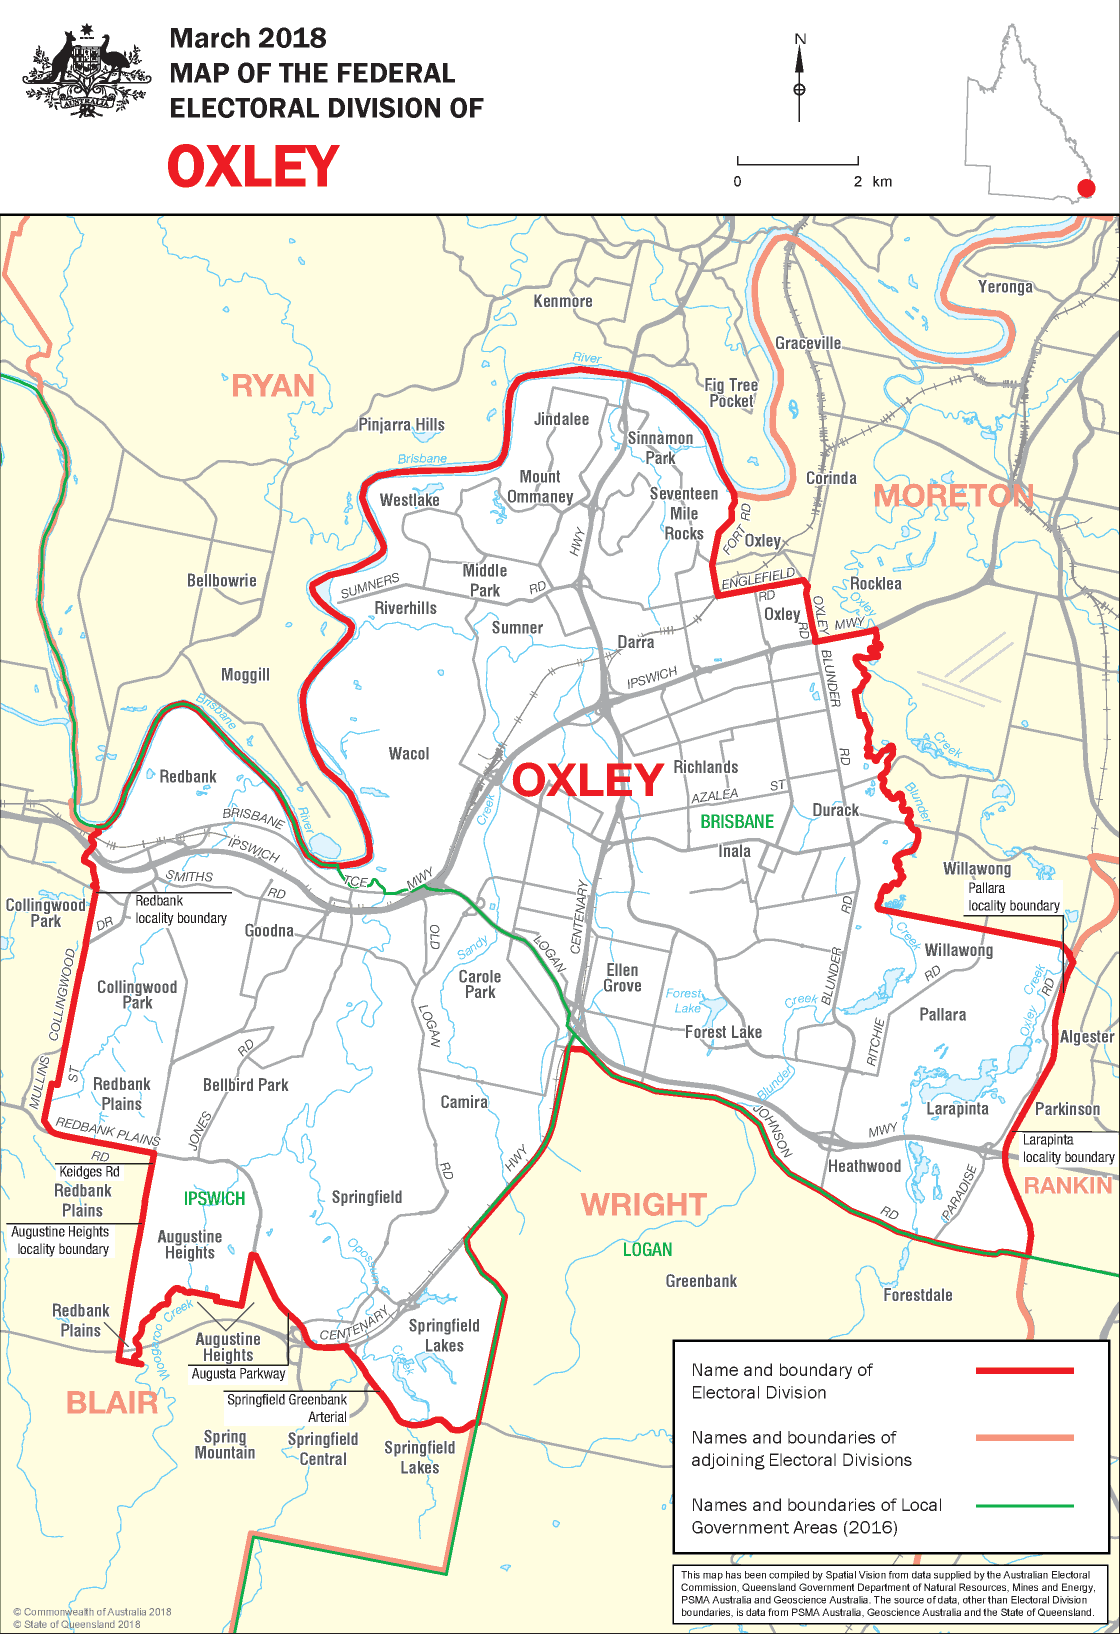 March 2018
MAP OF THE FEDERAL
ELECTORAL DIVISION OF
OXLEY
AUSTRALIA
N
0 2 km
Yeronga
Kenmore
Graceville
River
RYAN
Fig Tree
Pocket
Jindalee
Pinjarra Hills
Sinnamon
Park
Brisbane
Corinda
Mount
Ommaney
MORETON
Westlake
Seventeen
Mile
Rocks
FORT RD
HWY
Oxley
Bellbowrie
SUMNERS
Middle
Park
RD
ENGLEFIELD
RD
Rocklea
Riverhills
Oxley
OXLEY
RD
Oxley
MWY
Sumner
Darra
Moggill
IPSWICH
BLUNDER
Brisbane
Wacol
Creek
Redbank
OXLEY
Richlands
RD
AZALEA ST
Blunder
BRISBANE
River
Creek
BRISBANE
Durack
IPSWICH
Inala
Willawong
SMITHS
RD
TCE
MWY
Pallara
locality boundary
Collingwood
Park
Redbank
locality boundary
CENTENARY
RD
DR
Goodna
OLD
Sandy
LOGAN
Creek
Willawong
COLLINGWOOD
Carole
Park
Ellen
Grove
BLUNDER
RD
Creek
RD
Collingwood
Park
Forest
Lake
Creek
Pallara
LOGAN
Forest Lake
RITCHIE
Oxley
Algester
RD
MULLINS
ST
Redbank
Plains
Bellbird Park
Blunder
Camira
JOHNSON
Larapinta
Parkinson
REDBANK PLAINS
RD
JONES
MWY
Larapinta
locality boundary
Keidges Rd
HWY
RD
Heathwood
Redbank
Plains
IPSWICH
Springfield
WRIGHT
PARADISE
RANKIN
RD
Augustine Heights
locality boundary
Augustine
Heights
Opossum
LOGAN
Greenbank
Forestdale
Redbank
Plains
Creek
Woogaroo
CENTENARY
Augustine
Heights
Springfield
Lakes
Augusta Parkway
Creek
BLAIR
Springfield Greenbank
Arterial
Spring
Mountain
Springfield
Central
Springfield
Lakes
Name and boundary of
Electoral Division
Names and boundaries of
adjoining Electoral Divisions
Names and boundaries of Local
Government Areas (2016)
This map has been compiled by Spatial Vision from data supplied by the Australian Electoral
Commission, Queensland Government Department of Natural Resources, Mines and Energy,
PSMA Australia and Geoscience Australia. The source of data, other than Electoral Division
boundaries, is data from PSMA Australia, Geoscience Australia and the State of Queensland.
© Commonwealth of Australia 2018
© State of Queensland 2018